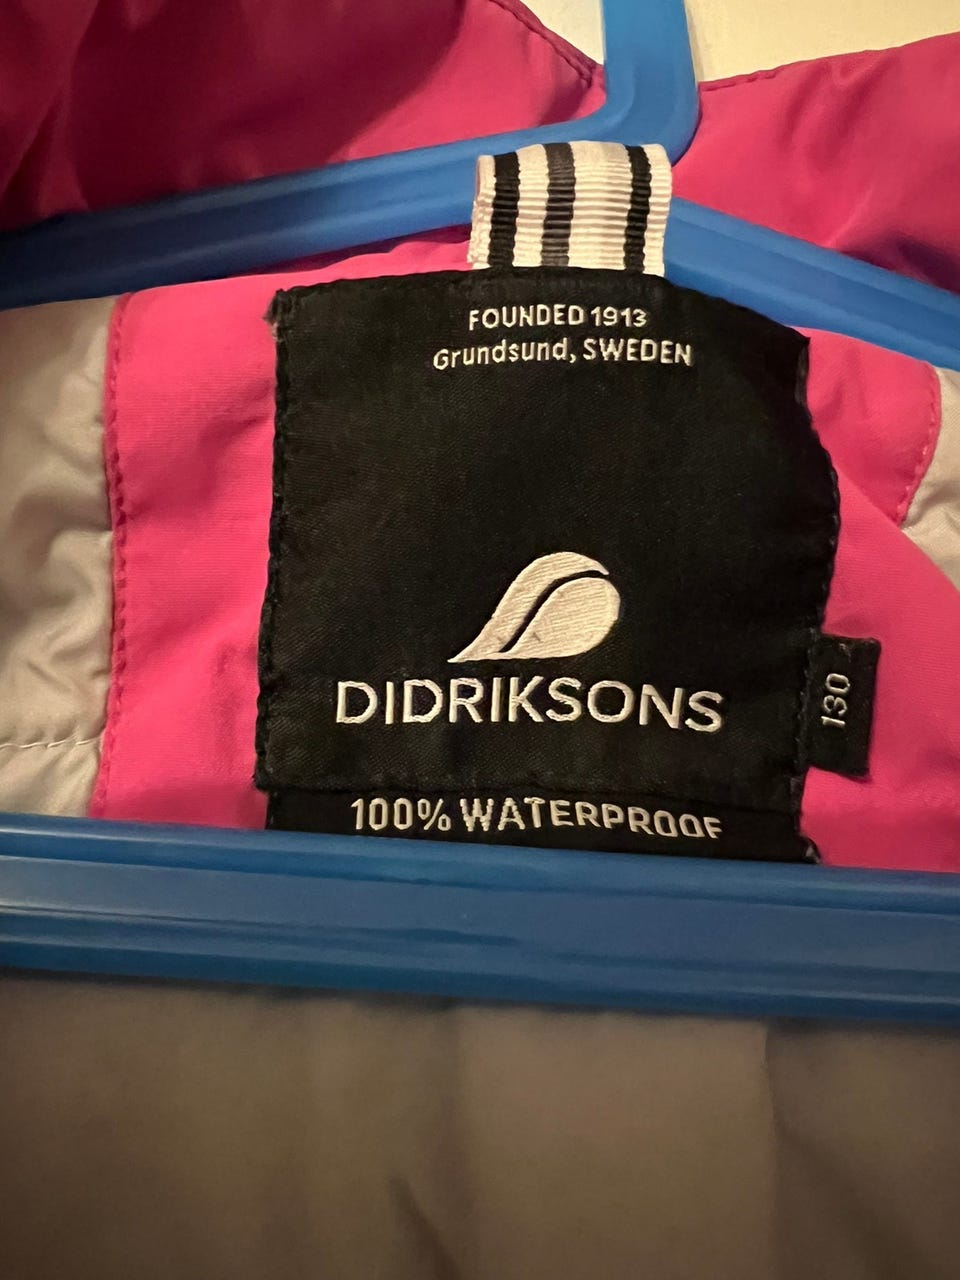 FOUNDED 1913
Grundsund, SWEDEN
DIDRIKSONS
130
100% WATERPROOF